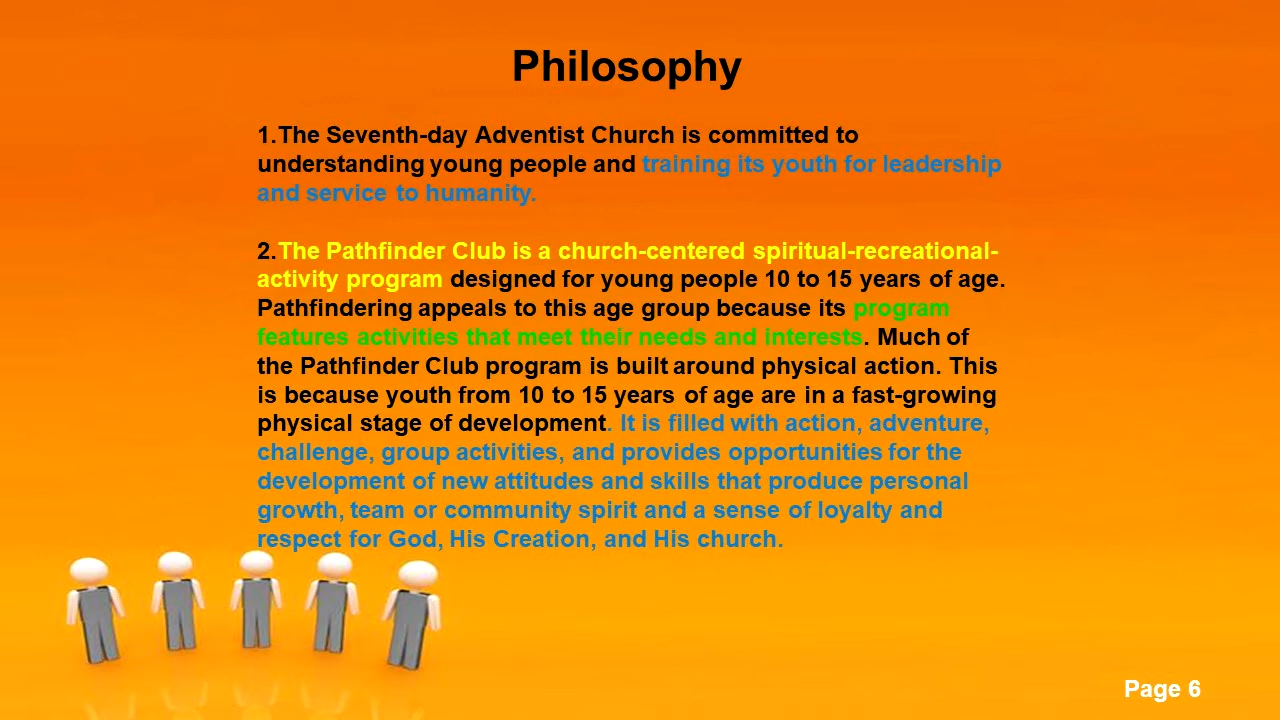 Philosophy
1.The Seventh-day Adventist Church is committed to
understanding young people and training its youth for leadership
and service to humanity.
2.The Pathfinder Club is a church-centered spiritual-recreational-
activity program designed for young people 10 to 15 years of age.
Pathfindering appeals to this age group because its program
features activities that meet their needs and interests. Much of
the Pathfinder Club program is built around physical action. This
is because youth from 10 to 15 years of age are in a fast-growing
physical stage of development. It is filled with action, adventure,
challenge, group activities, and provides opportunities for the
development of new attitudes and skills that produce personal
growth, team or community spirit and a sense of loyalty and
respect for God, His Creation, and His church.
Page 6